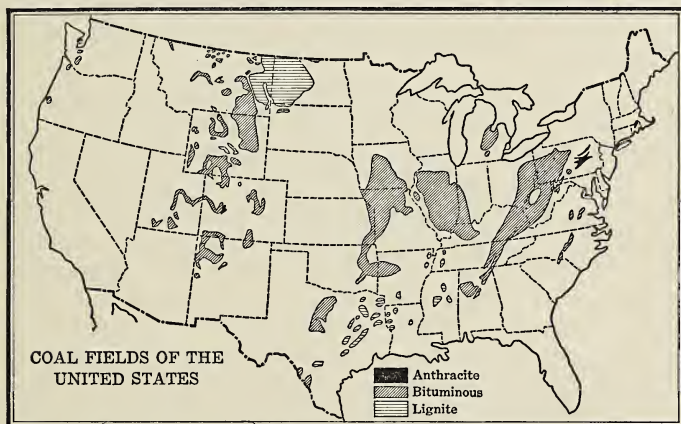 COAL FIELDS OF THE
UNITED STATES
Anthracite
Bituminous
Lignite